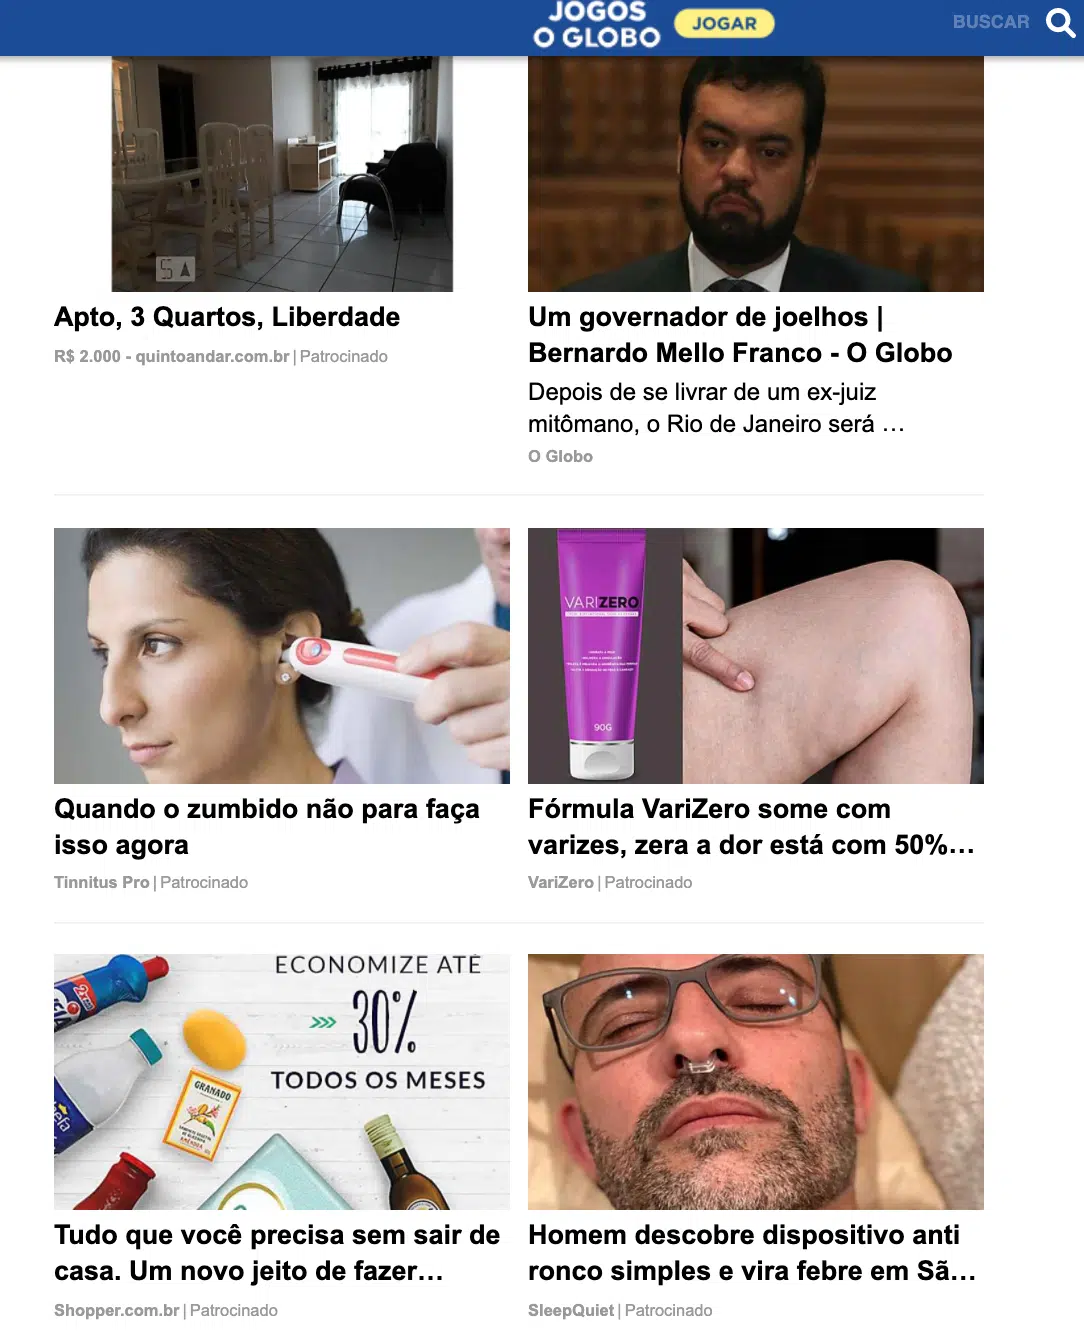 JOGOS
O GLOBO
JOGAR
BUSCAR
Apto, 3 Quartos, Liberdade
R$ 2.000 - quintoandar.com.br | Patrocinado
Um governador de joelhos |
Bernardo Mello Franco - O Globo
Depois de se livrar de um ex-juiz
mitômano, o Rio de Janeiro será …
O Globo
VARIZERO
90G
Quando o zumbido não para faça
isso agora
Tinnitus Pro | Patrocinado
Fórmula VariZero some com
varizes, zera a dor está com 50%…
VariZero | Patrocinado
ECONOMIZE ATÉ
30%
TODOS OS MESES
GRANADO
Tudo que você precisa sem sair de
casa. Um novo jeito de fazer…
Shopper.com.br | Patrocinado
Homem descobre dispositivo anti
ronco simples e vira febre em Sã…
SleepQuiet | Patrocinado